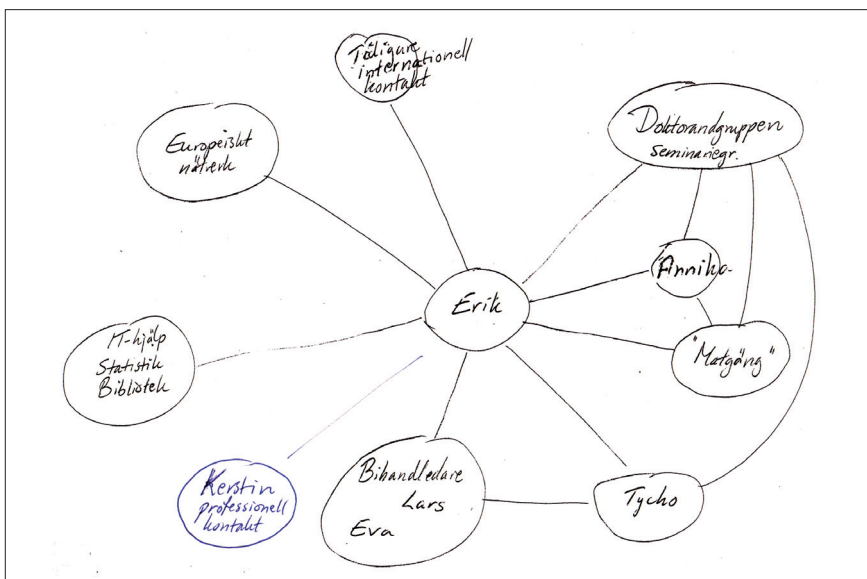 Tidigare
internationell
kontakt
Europeiskt
nätverk
Doktorandgruppen
seminariegr.
Annika
Erik
"Matgäng"
IT-hjälp
Statistik
Bibliotek
Kerstin
professionell
kontakt
Bihandledare
Lars
Eva
Tycho